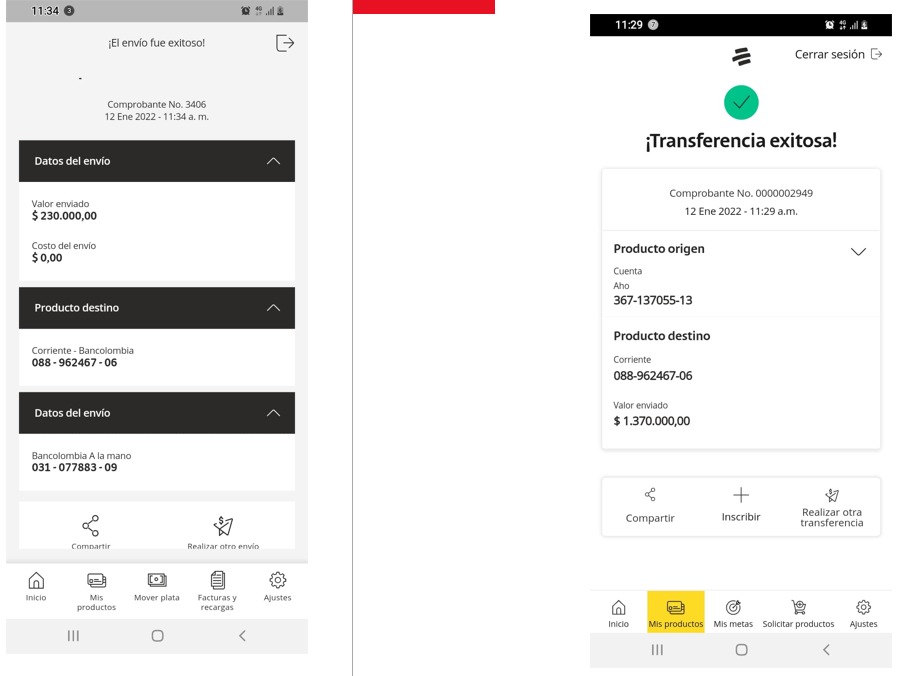 11:34 3
4G
¡El envío fue exitoso!
-
Comprobante No. 3406
12 Ene 2022 - 11:34 a. m.
Datos del envío
Valor enviado
$ 230.000,00
Costo del envío
$ 0,00
Producto destino
Corriente - Bancolombia
088 - 962467 - 06
Datos del envío
Bancolombia A la mano
031 - 077883 - 09
Compartir
Realizar otro envío
Inicio
Mis productos
Mover plata
Facturas y recargas
Ajustes
11:29 7
4G
Cerrar sesión
¡Transferencia exitosa!
Comprobante No. 0000002949
12 Ene 2022 - 11:29 a.m.
Producto origen
Cuenta
Aho
367-137055-13
Producto destino
Corriente
088-962467-06
Valor enviado
$ 1.370.000,00
Compartir
Inscribir
Realizar otra
transferencia
Inicio
Mis productos
Mis metas
Solicitar productos
Ajustes